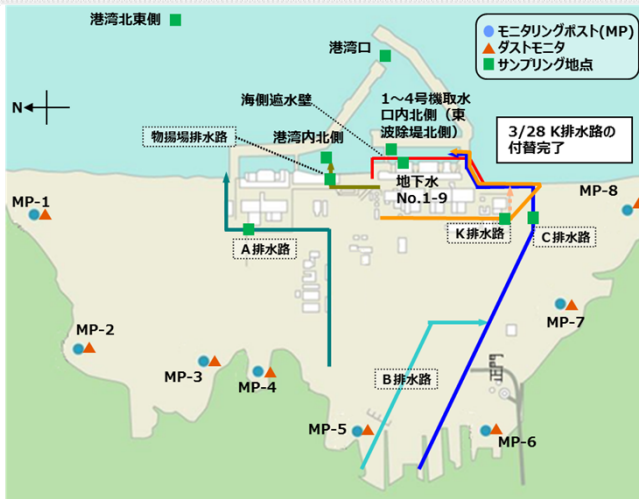 港湾北東側
港湾口
モニタリングポスト(MP)
ダストモニタ
サンプリング地点
N
海側遮水壁
1~4号機取水
口内北側（東
波除堤北側）
物揚場排水路
港湾内北側
3/28 K排水路の
付替完了
地下水
No.1-9
MP-1
MP-8
A排水路
K排水路
C排水路
MP-2
MP-3
MP-4
MP-7
B排水路
MP-5
MP-6